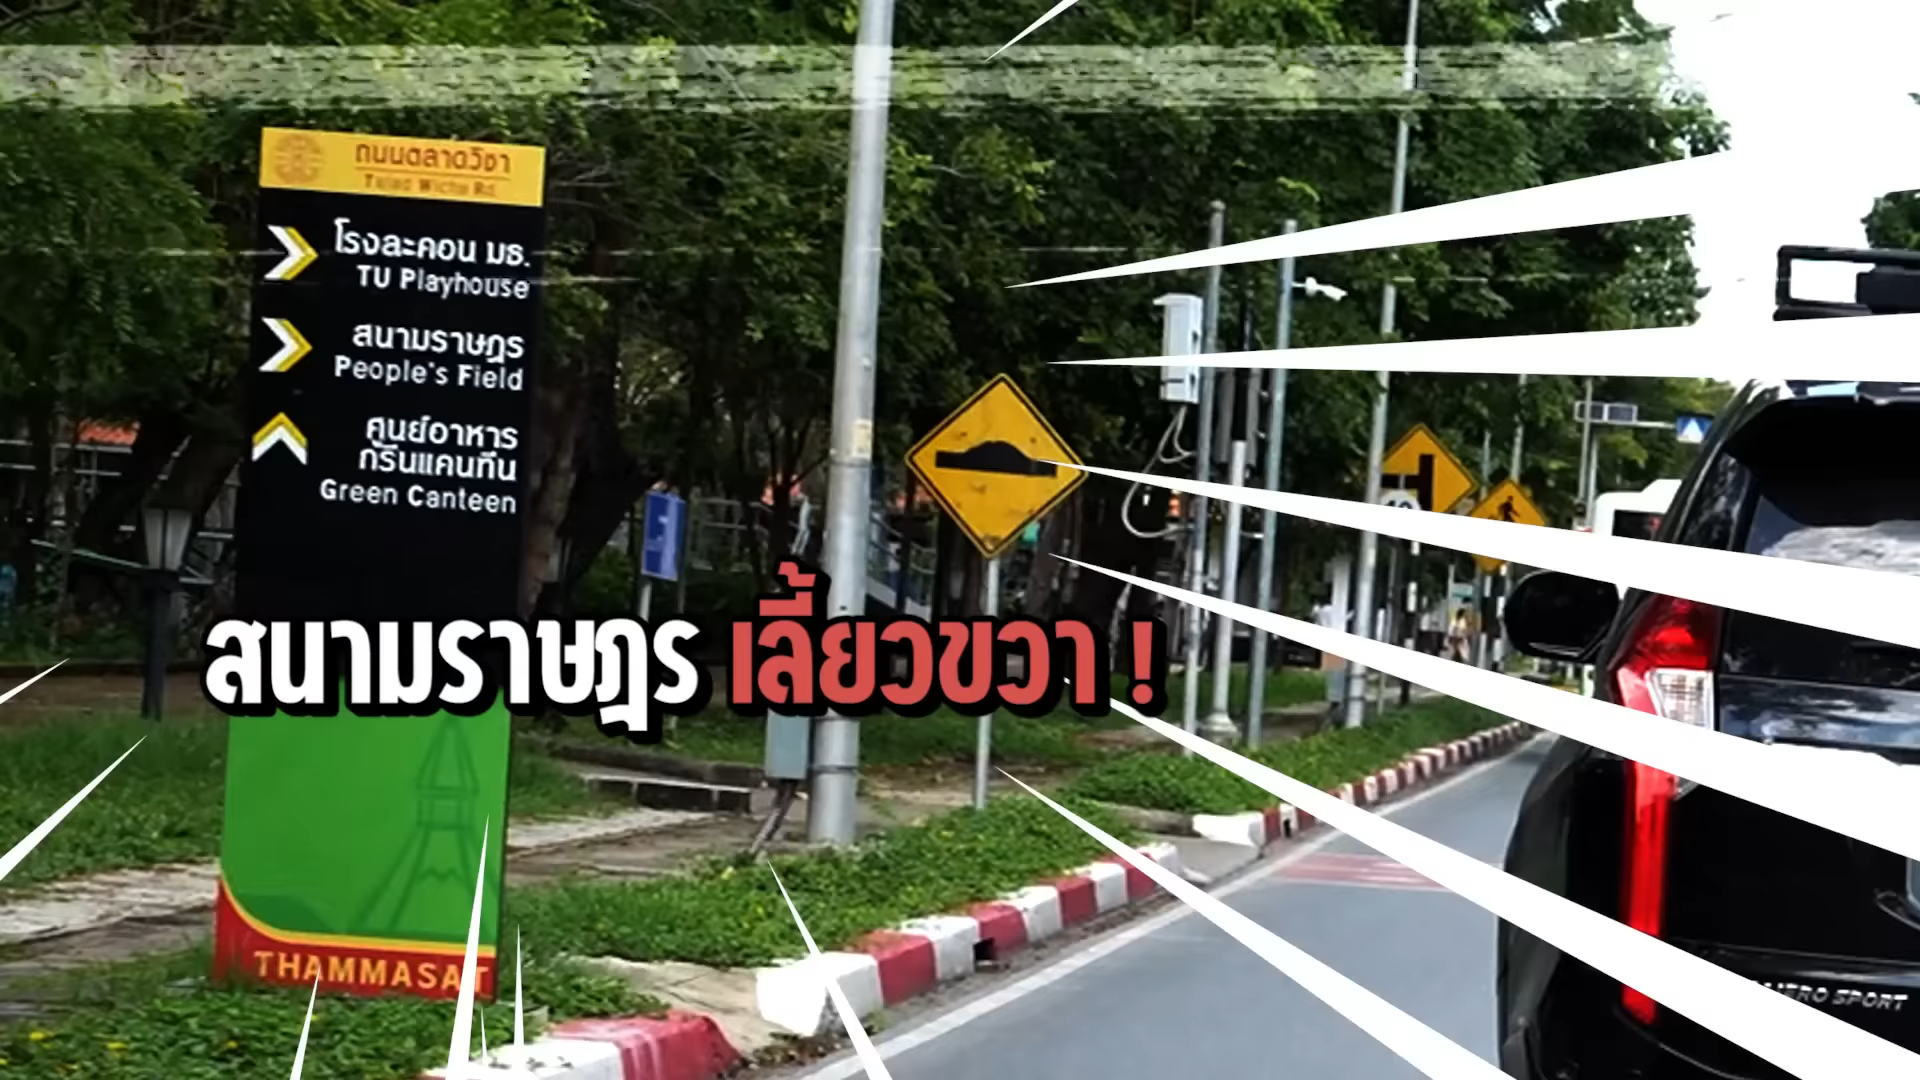 ถนนตลาดวิชา
Talad Wicha Rd.
โรงละคอน มธ.
TU Playhouse
สนามราษฎร
People's Field
ศูนย์อาหาร
กรีนแคนทีน
Green Canteen
สนามราษฎร เลี้ยวขวา !
THAMMASAT
SPORT